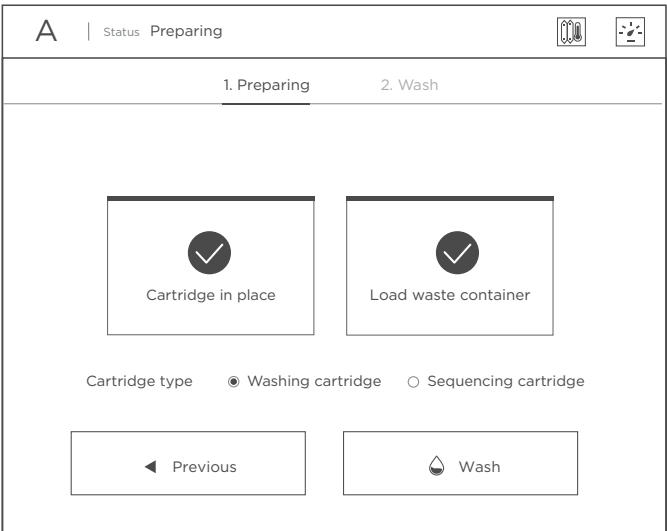 A | Status Preparing
1. Preparing 2. Wash
Cartridge in place Load waste container
Cartridge type Washing cartridge Sequencing cartridge
Previous Wash